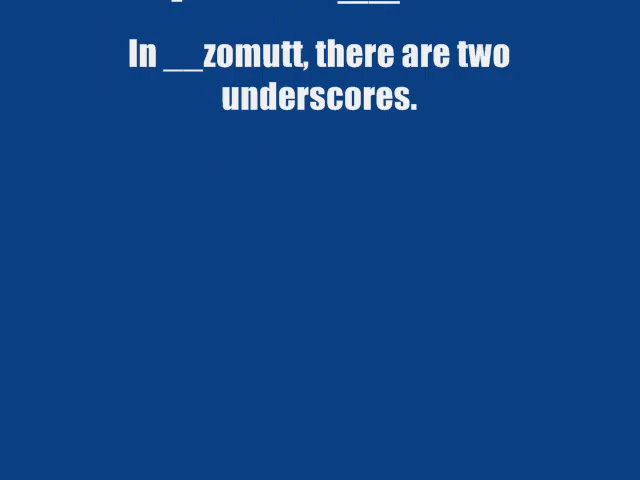 In __zomutt, there are two
underscores.